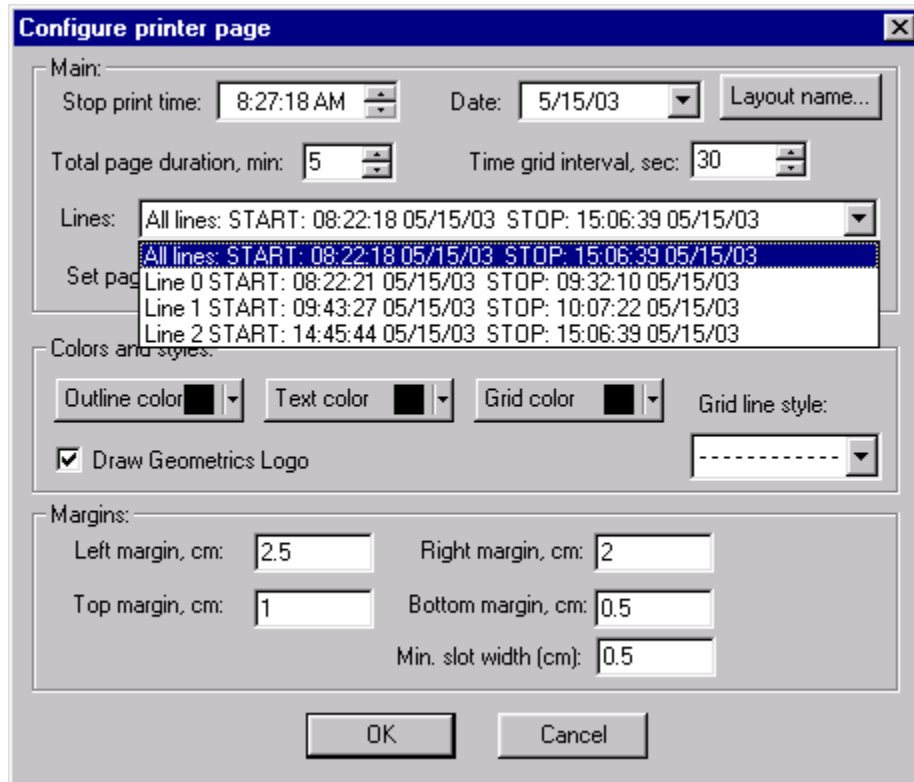 Configure printer page
Main:
Stop print time: 8:27:18 AM Date: 5/15/03 Layout name...
Total page duration, min: 5 Time grid interval, sec: 30
Lines: All lines: START: 08:22:18 05/15/03 STOP: 15:06:39 05/15/03
All lines: START: 08:22:18 05/15/03 STOP: 15:06:39 05/15/03
Set pag
Line 0 START: 08:22:21 05/15/03 STOP: 09:32:10 05/15/03
Line 1 START: 09:43:27 05/15/03 STOP: 10:07:22 05/15/03
Line 2 START: 14:45:44 05/15/03 STOP: 15:06:39 05/15/03
Colors and styles:
Outline color Text color Grid color Grid line style:
Draw Geometrics Logo
Margins:
Left margin, cm: 2.5 Right margin, cm: 2
Top margin, cm: 1 Bottom margin, cm: 0.5
Min. slot width (cm): 0.5
OK Cancel